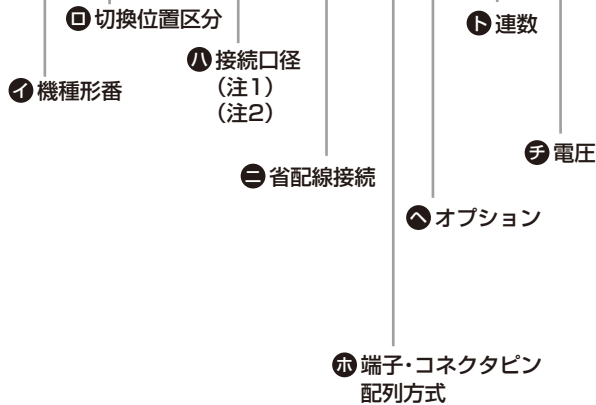 ロ 切換位置区分
ト 連数
ハ 接続口径
（注1）
（注2）
イ 機種形番
チ 電圧
ニ 省配線接続
ヘ オプション
ホ 端子・コネクタピン
配列方式